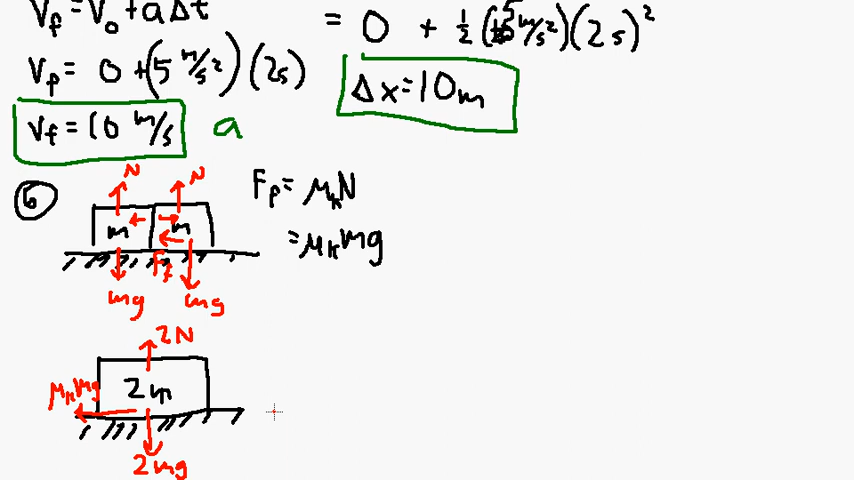 Vf = V0 + aΔt
Vf = 0 + (5 m/s²)(2s)
Vf = 10 m/s a
= 0 + 1/2 (5 m/s²)(2s)²
Δx = 10m
6
N N
m m
Ff
mg mg
Ff = μkN
= μkmg
2N
μkmg
2m
2mg